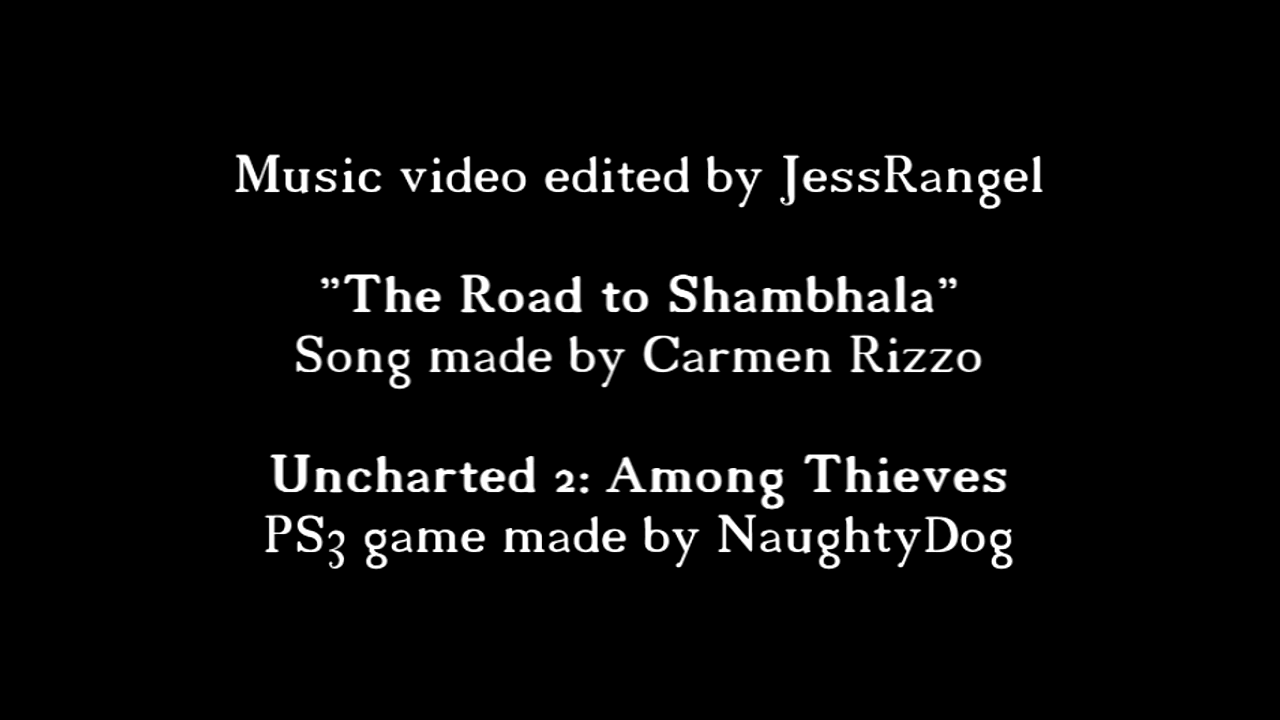 Music video edited by JessRangel
”The Road to Shambhala”
Song made by Carmen Rizzo
Uncharted 2: Among Thieves
PS3 game made by NaughtyDog